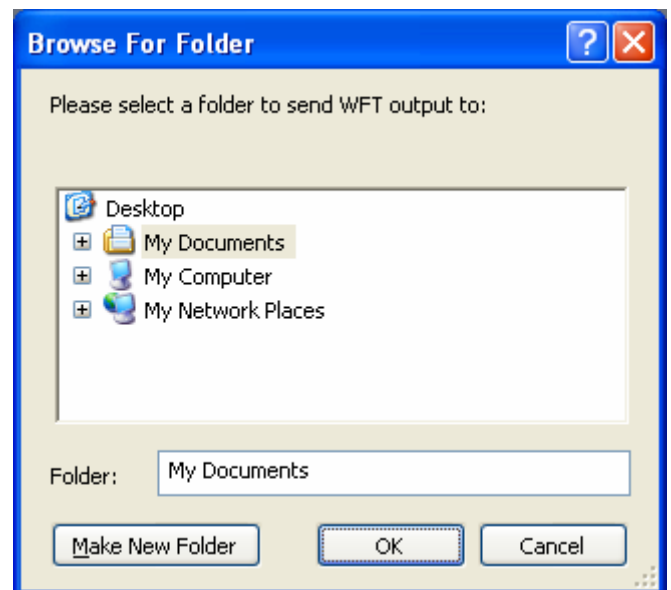 Browse For Folder
Please select a folder to send WFT output to:
Desktop
My Documents
My Computer
My Network Places
Folder: My Documents
Make New Folder OK Cancel